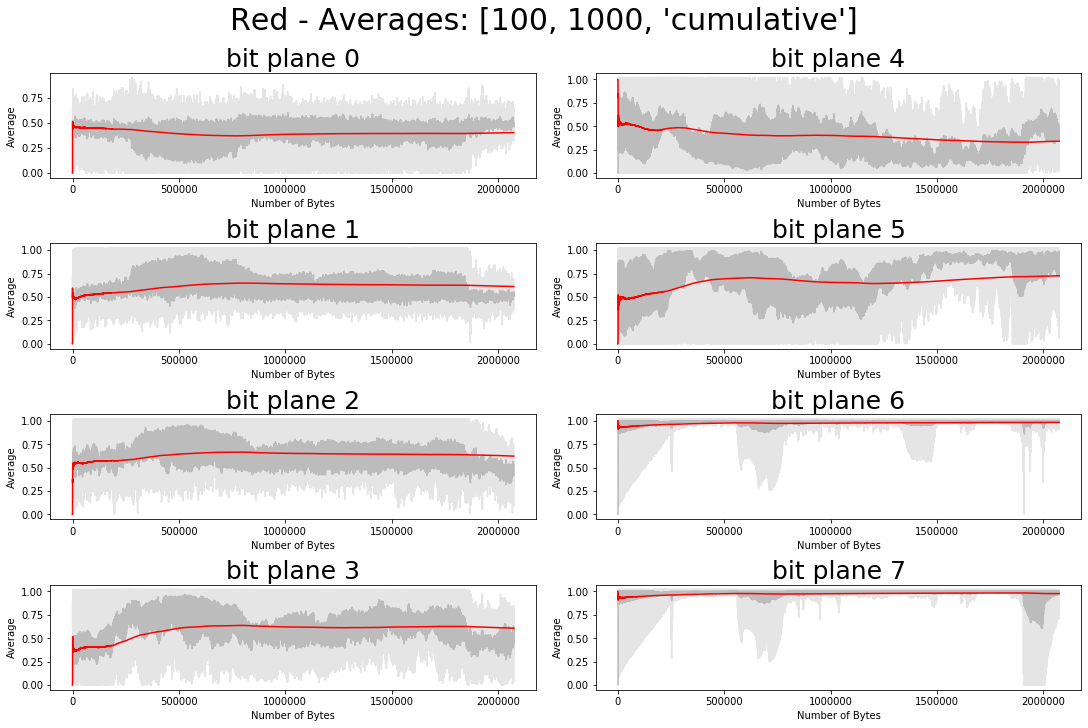 Red - Averages: [100, 1000, 'cumulative']
bit plane 0
Average
0.75
0.50
0.25
0.00
0 500000 1000000 1500000 2000000
Number of Bytes
bit plane 4
Average
1.00
0.75
0.50
0.25
0.00
0 500000 1000000 1500000 2000000
Number of Bytes
bit plane 1
Average
1.00
0.75
0.50
0.25
0.00
0 500000 1000000 1500000 2000000
Number of Bytes
bit plane 5
Average
1.00
0.75
0.50
0.25
0.00
0 500000 1000000 1500000 2000000
Number of Bytes
bit plane 2
Average
1.00
0.75
0.50
0.25
0.00
0 500000 1000000 1500000 2000000
Number of Bytes
bit plane 6
Average
1.00
0.75
0.50
0.25
0.00
0 500000 1000000 1500000 2000000
Number of Bytes
bit plane 3
Average
1.00
0.75
0.50
0.25
0.00
0 500000 1000000 1500000 2000000
Number of Bytes
bit plane 7
Average
1.00
0.75
0.50
0.25
0.00
0 500000 1000000 1500000 2000000
Number of Bytes